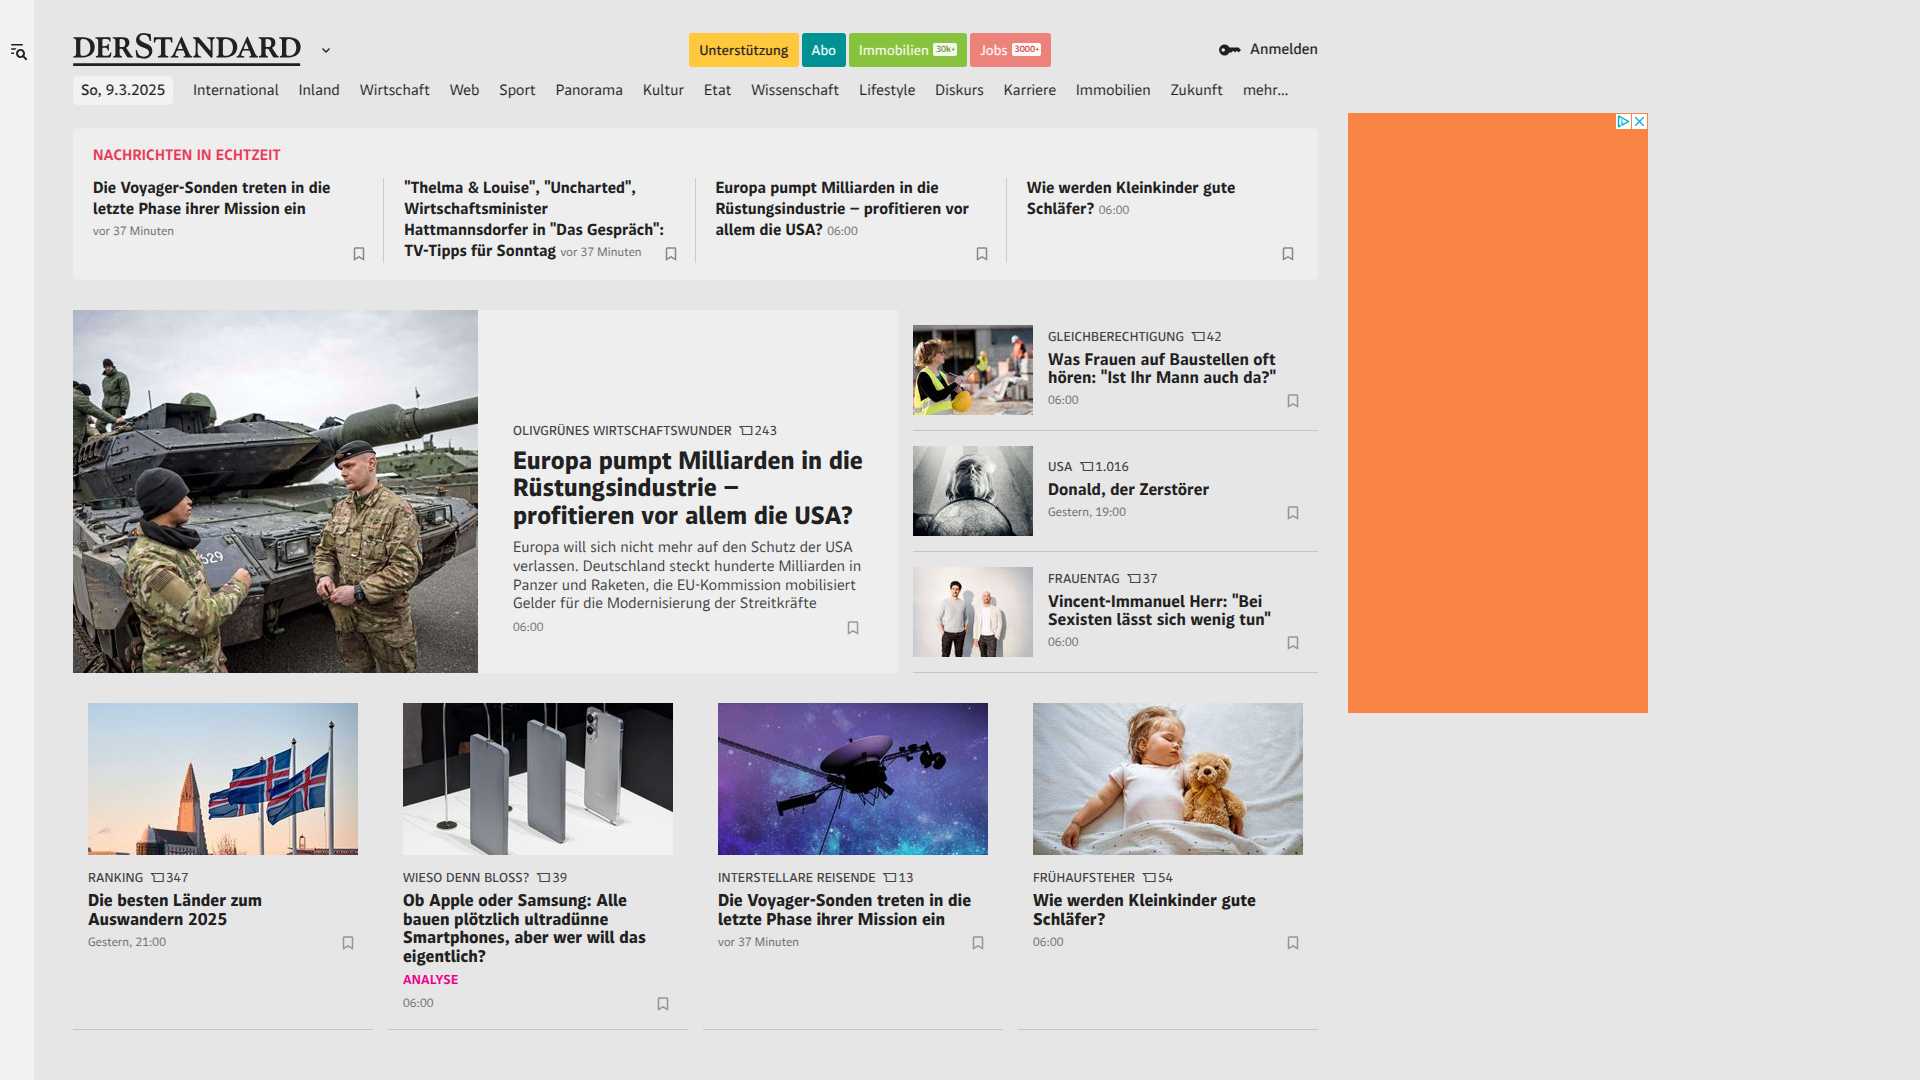 DERSTANDARD
Unterstützung
Abo
Immobilien 30k+
Jobs 3000+
Anmelden
So, 9.3.2025
International
Inland
Wirtschaft
Web
Sport
Panorama
Kultur
Etat
Wissenschaft
Lifestyle
Diskurs
Karriere
Immobilien
Zukunft
mehr...
NACHRICHTEN IN ECHTZEIT
Die Voyager-Sonden treten in die
letzte Phase ihrer Mission ein
vor 37 Minuten
"Thelma & Louise", "Uncharted",
Wirtschaftsminister
Hattmannsdorfer in "Das Gespräch":
TV-Tipps für Sonntag vor 37 Minuten
Europa pumpt Milliarden in die
Rüstungsindustrie – profitieren vor
allem die USA? 06:00
Wie werden Kleinkinder gute
Schläfer? 06:00
529
OLIVGRÜNES WIRTSCHAFTSWUNDER 243
Europa pumpt Milliarden in die
Rüstungsindustrie –
profitieren vor allem die USA?
Europa will sich nicht mehr auf den Schutz der USA
verlassen. Deutschland steckt hunderte Milliarden in
Panzer und Raketen, die EU-Kommission mobilisiert
Gelder für die Modernisierung der Streitkräfte
06:00
GLEICHBERECHTIGUNG 42
Was Frauen auf Baustellen oft
hören: "Ist Ihr Mann auch da?"
06:00
USA 1.016
Donald, der Zerstörer
Gestern, 19:00
FRAUENTAG 37
Vincent-Immanuel Herr: "Bei
Sexisten lässt sich wenig tun"
06:00
RANKING 347
Die besten Länder zum
Auswandern 2025
Gestern, 21:00
WIESO DENN BLOSS? 39
Ob Apple oder Samsung: Alle
bauen plötzlich ultradünne
Smartphones, aber wer will das
eigentlich?
ANALYSE
06:00
INTERSTELLARE REISENDE 13
Die Voyager-Sonden treten in die
letzte Phase ihrer Mission ein
vor 37 Minuten
FRÜHAUFSTEHER 54
Wie werden Kleinkinder gute
Schläfer?
06:00